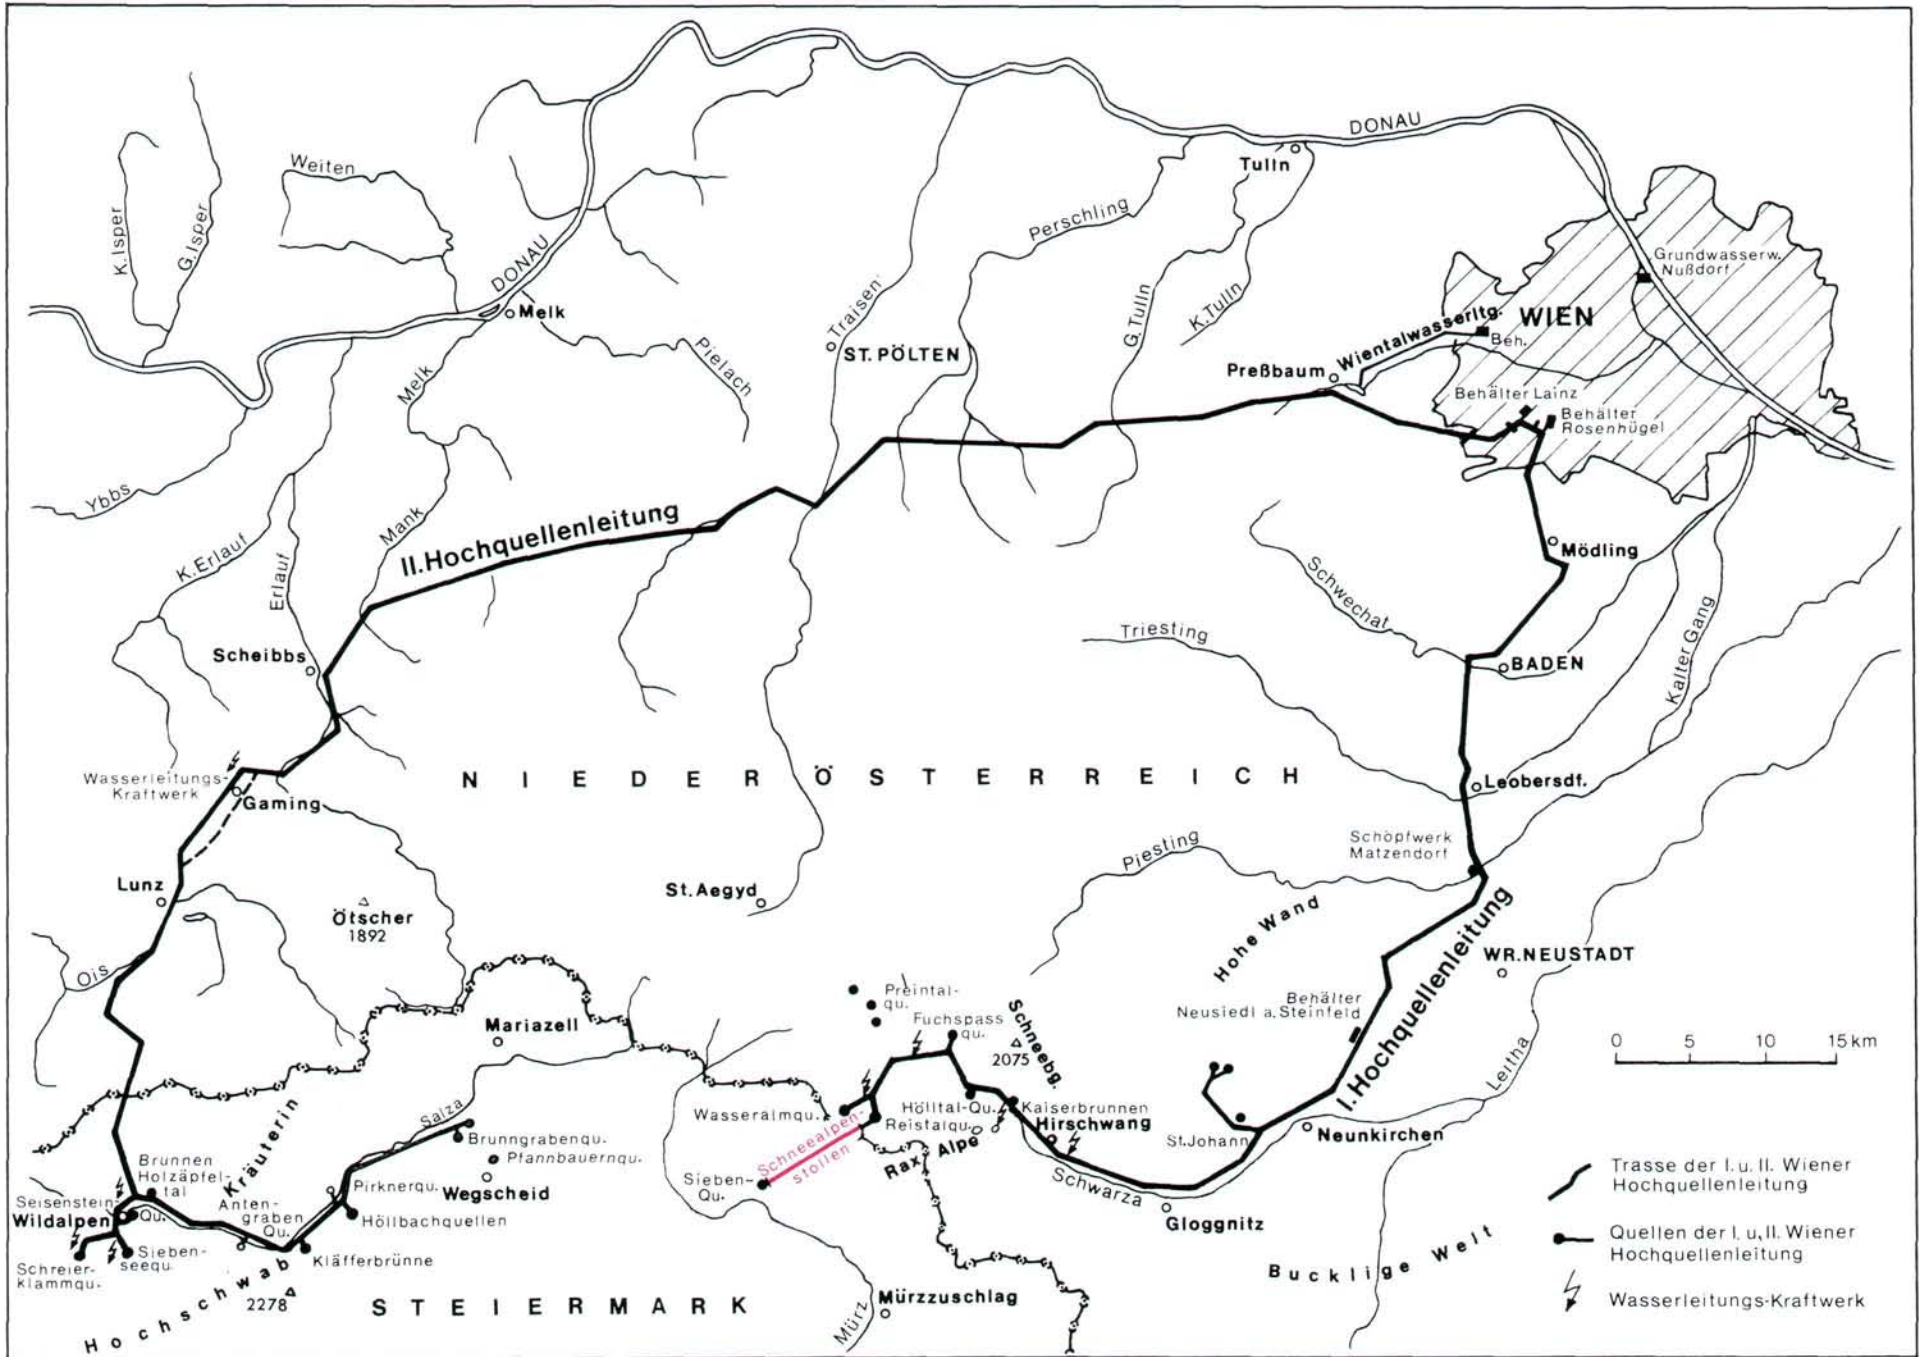 DONAU
Tulln
Weiten
K. Isper
G. Isper
Perschling
DONAU
Melk
Traisen
ST. PÖLTEN
G. Tulln
K. Tulln
Grundwasserw.
Nußdorf
WIEN
Wientalwasserltg.
Beh.
Preßbaum
Behälter Lainz
Behälter
Rosenhügel
Melk
Pielach
Ybbs
Mank
II. Hochquellenleitung
K. Erlauf
Erlauf
Scheibbs
Mödling
Schwechat
Triesting
BADEN
Kalter Gang
Wasserleitungs-
Kraftwerk
Gaming
NIEDERÖSTERREICH
Leobersdf.
Schöpfwerk
Matzendorf
Piesting
Lunz
Ötscher
1892
St. Aegyd
Hohe Wand
I. Hochquellenleitung
WR. NEUSTADT
Ois
Mariazell
Preintal-
qu.
Fuchspass
qu.
Schneebg.
2075
Behälter
Neusiedl a. Steinfeld
0 5 10 15 km
Leitha
Kräuterin
Salza
Wasseralmqu.
Hölltal-Qu.
Reistalqu.
Kaiserbrunnen
Hirschwang
Rax Alpe
St. Johann
Neunkirchen
Schneealpen-
stollen
Sieben-
Qu.
Brunngrabenqu.
Pfannbauernqu.
Wegscheid
Brunnen
Holzäpfel-
tal
Seisenstein-
Qu.
Wildalpen
Anten-
graben
Qu.
Pirknerqu.
Höllbachquellen
Kläfferbrünne
Sieben-
seequ.
Schreier-
klammqu.
Hochschwab
2278
STEIERMARK
Mürz
Mürzzuschlag
Schwarza
Gloggnitz
Bucklige Welt
Trasse der I. u. II. Wiener
Hochquellenleitung
Quellen der I. u. II. Wiener
Hochquellenleitung
Wasserleitungs-Kraftwerk